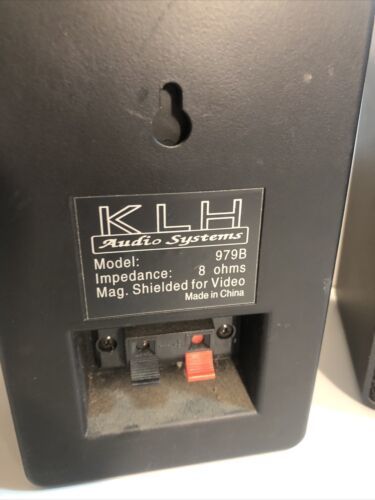 KLH
Audio Systems
Model: 979B
Impedance: 8 ohms
Mag. Shielded for Video
Made in China